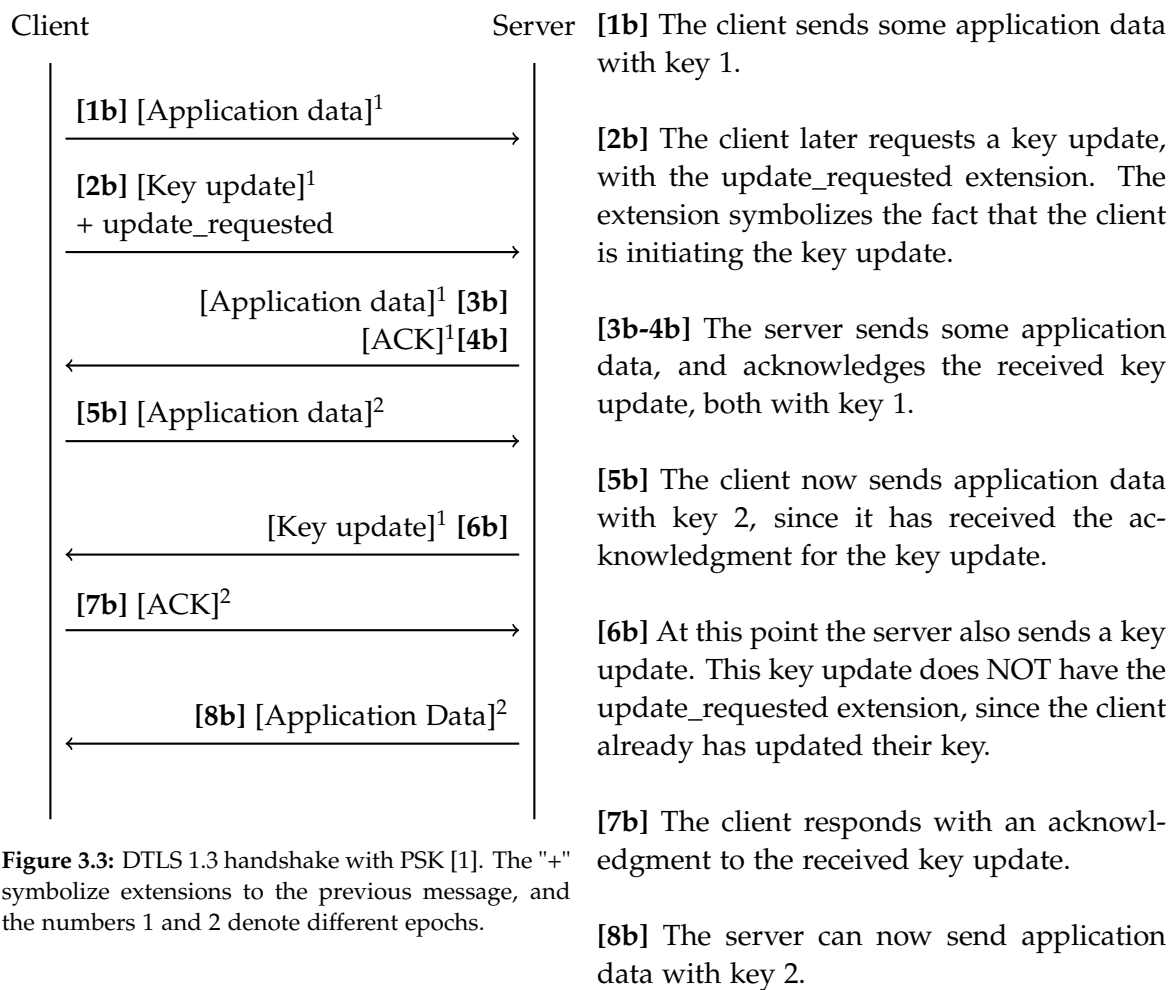 Client
Server
[1b] [Application data]1
[2b] [Key update]1
+ update_requested
[Application data]1 [3b]
[ACK]1[4b]
[5b] [Application data]2
[Key update]1 [6b]
[7b] [ACK]2
[8b] [Application Data]2
Figure 3.3: DTLS 1.3 handshake with PSK [1]. The "+"
symbolize extensions to the previous message, and
the numbers 1 and 2 denote different epochs.
[1b] The client sends some application data
with key 1.
[2b] The client later requests a key update,
with the update_requested extension. The
extension symbolizes the fact that the client
is initiating the key update.
[3b-4b] The server sends some application
data, and acknowledges the received key
update, both with key 1.
[5b] The client now sends application data
with key 2, since it has received the ac-
knowledgment for the key update.
[6b] At this point the server also sends a key
update. This key update does NOT have the
update_requested extension, since the client
already has updated their key.
[7b] The client responds with an acknowl-
edgment to the received key update.
[8b] The server can now send application
data with key 2.